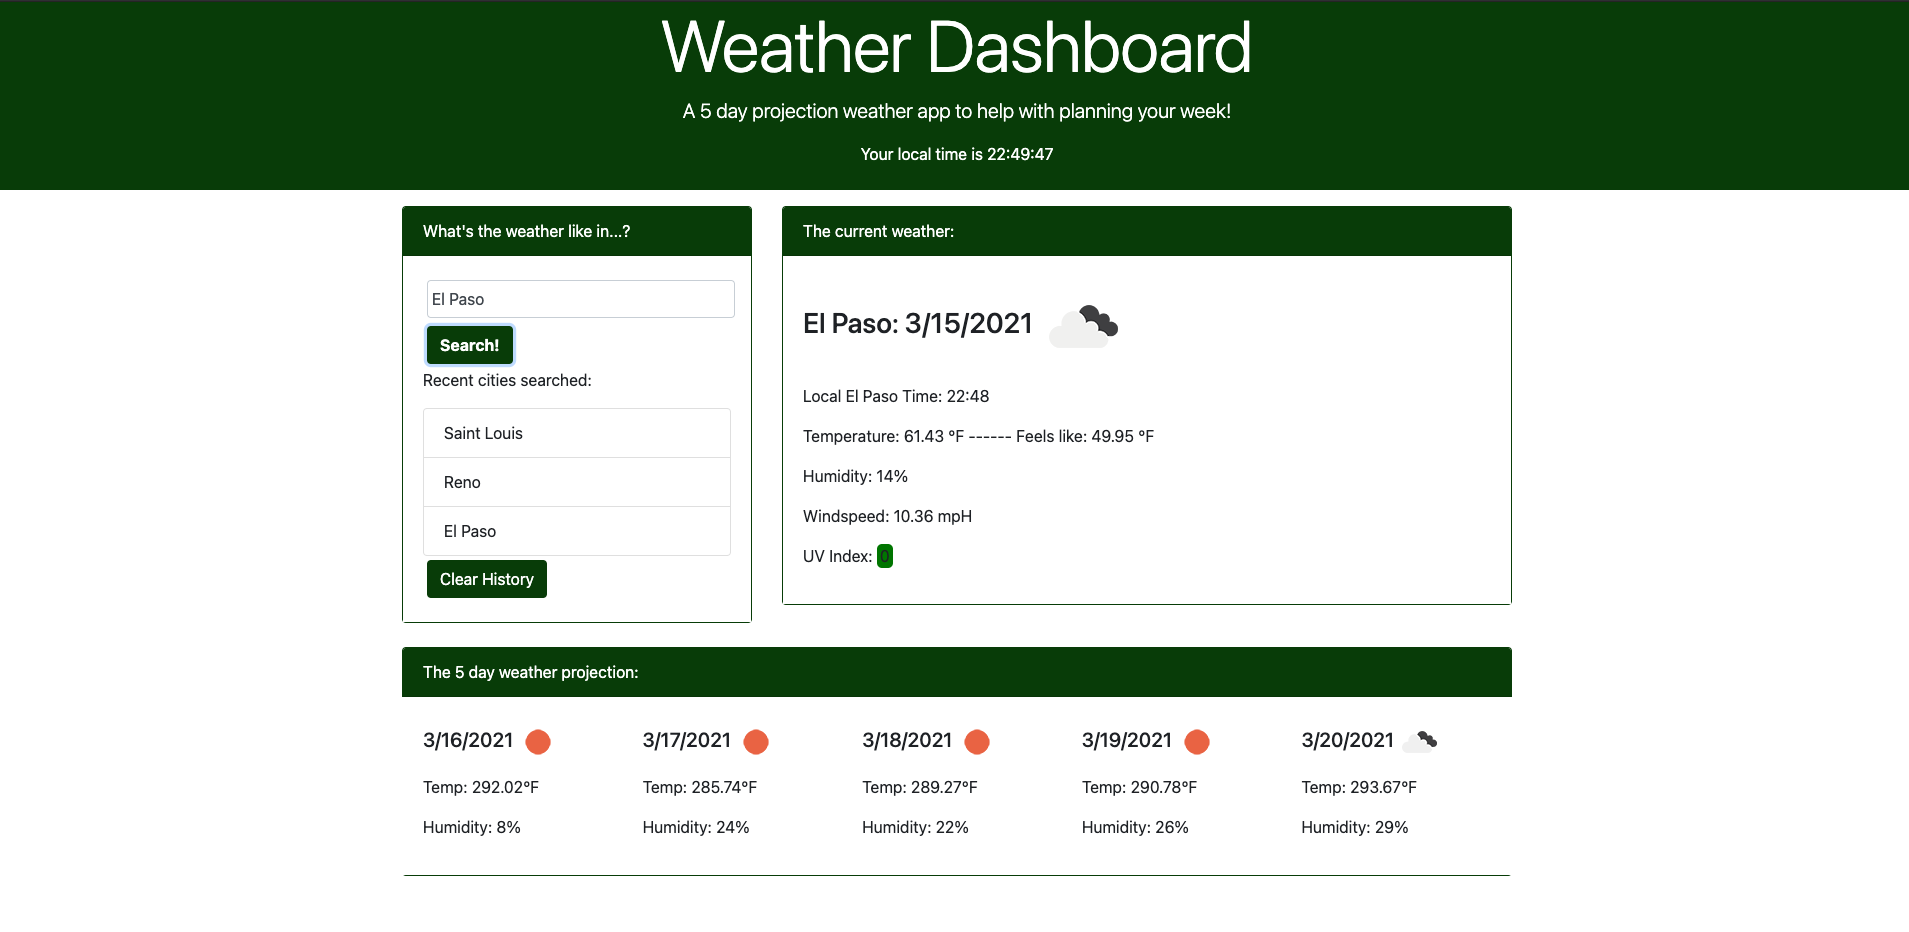 Weather Dashboard
A 5 day projection weather app to help with planning your week!
Your local time is 22:49:47
What's the weather like in...?
El Paso
Search!
Recent cities searched:
Saint Louis
Reno
El Paso
Clear History
The current weather:
El Paso: 3/15/2021
Local El Paso Time: 22:48
Temperature: 61.43 °F ------ Feels like: 49.95 °F
Humidity: 14%
Windspeed: 10.36 mpH
UV Index: 0
The 5 day weather projection:
3/16/2021
Temp: 292.02°F
Humidity: 8%
3/17/2021
Temp: 285.74°F
Humidity: 24%
3/18/2021
Temp: 289.27°F
Humidity: 22%
3/19/2021
Temp: 290.78°F
Humidity: 26%
3/20/2021
Temp: 293.67°F
Humidity: 29%